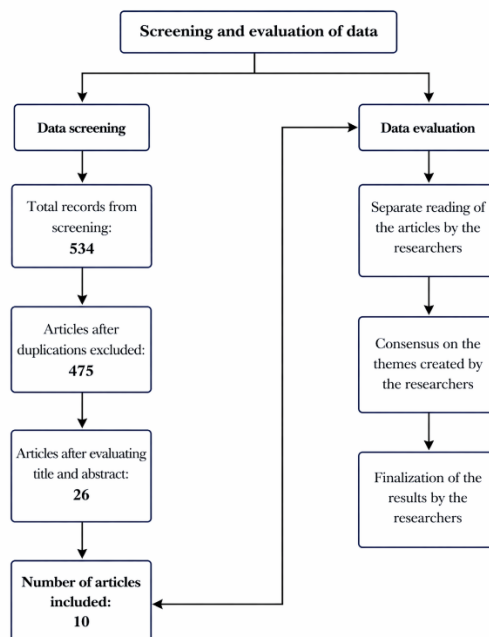 Screening and evaluation of data
Data screening
Total records from
screening:
534
Articles after
duplications excluded:
475
Articles after evaluating
title and abstract:
26
Number of articles
included:
10
Data evaluation
Separate reading of
the articles by the
researchers
Consensus on the
themes created by
the researchers
Finalization of the
results by the
researchers